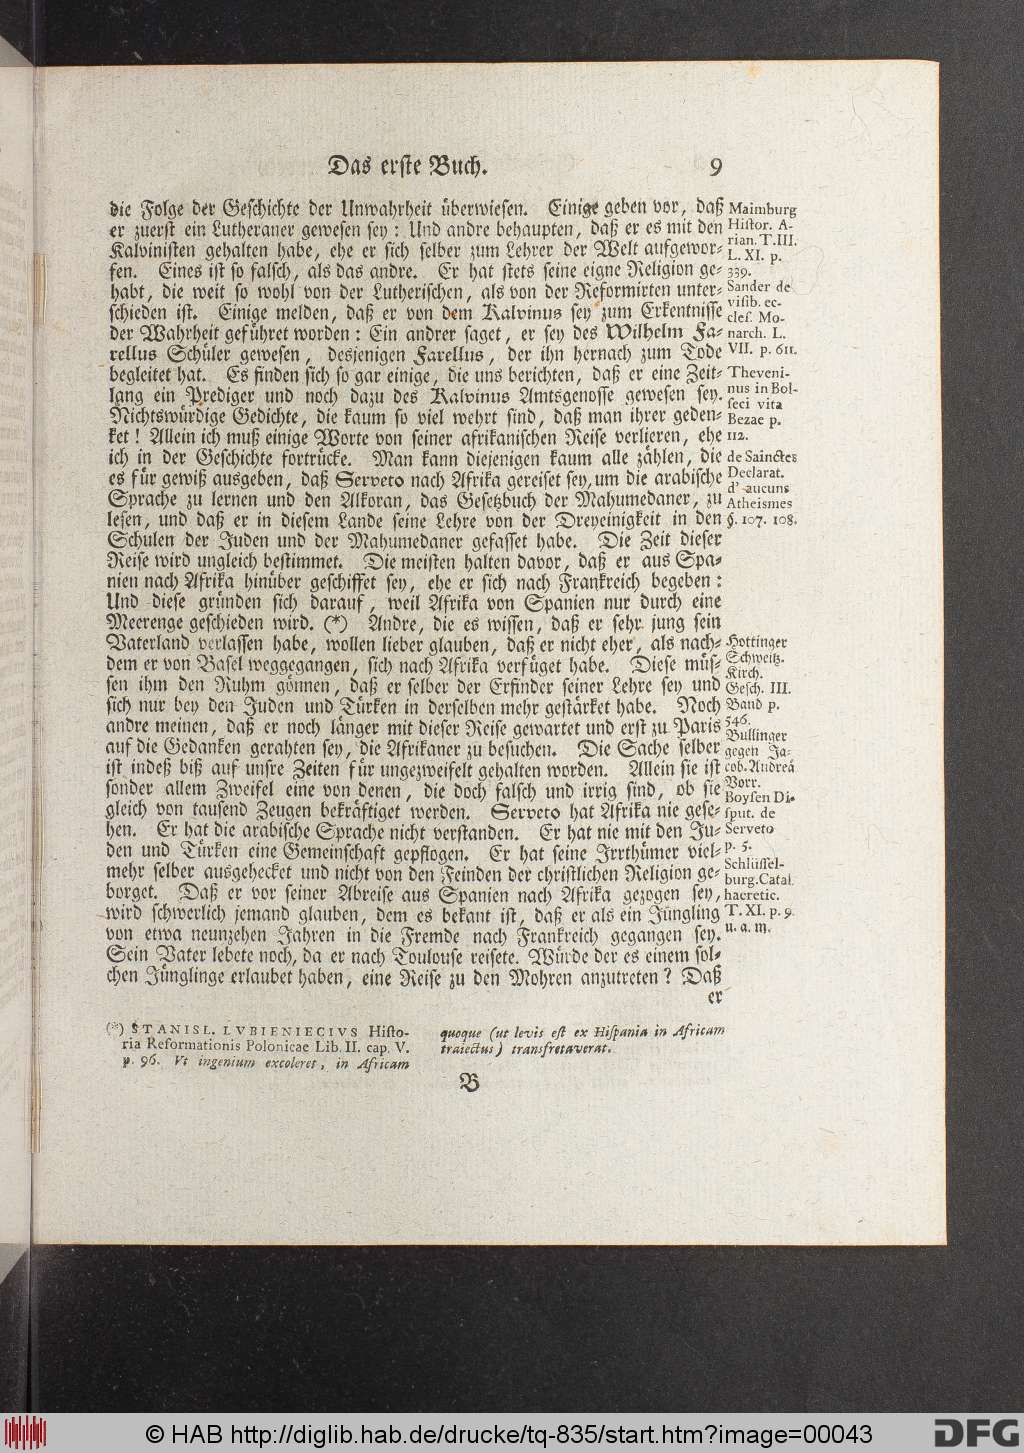 Das erste Buch. 9
die Folge der Geschichte der Unwahrheit überwiesen. Einige geben vor, daß
er zuerst ein Lutheraner gewesen sey: Und andre behaupten, daß er es mit den
Kalvinisten gehalten habe, ehe er sich selber zum Lehrer der Welt aufgewor-
fen. Eines ist so falsch, als das andre. Er hat stets seine eigne Religion ge-
habt, die weit so wohl von der Lutherischen, als von der Reformirten unter-
schieden ist. Einige melden, daß er von dem Kalvinus sey zum Erkentnisse
der Wahrheit geführet worden: Ein andrer saget, er sey des Wilhelm Fa-
rellus Schüler gewesen, desjenigen Farellus, der ihn hernach zum Tode
begleitet hat. Es finden sich so gar einige, die uns berichten, daß er eine Zeit-
lang ein Prediger und noch dazu des Kalvinus Amtsgenosse gewesen sey.
Nichtswürdige Gedichte, die kaum so viel wehrt sind, daß man ihrer geden-
ket! Allein ich muß einige Worte von seiner afrikanischen Reise verlieren, ehe
ich in der Geschichte fortrücke. Man kann diejenigen kaum alle zählen, die
es für gewiß ausgeben, daß Serveto nach Afrika gereiset sey, um die arabische
Sprache zu lernen und den Alkoran, das Gesetzbuch der Mahumedaner, zu
lesen, und daß er in diesem Lande seine Lehre von der Dreyeinigkeit in den
Schulen der Juden und der Mahumedaner gefasset habe. Die Zeit dieser
Reise wird ungleich bestimmet. Die meisten halten davor, daß er aus Spa-
nien nach Afrika hinüber geschiffet sey, ehe er sich nach Frankreich begeben:
Und diese gründen sich darauf, weil Afrika von Spanien nur durch eine
Meerenge geschieden wird. (*) Andre, die es wissen, daß er sehr jung sein
Vaterland verlassen habe, wollen lieber glauben, daß er nicht eher, als nach-
dem er von Basel weggegangen, sich nach Afrika verfüget habe. Diese müs-
sen ihm den Ruhm gönnen, daß er selber der Erfinder seiner Lehre sey und
sich nur bey den Juden und Türken in derselben mehr gestärket habe. Noch
andre meinen, daß er noch länger mit dieser Reise gewartet und erst zu Paris
auf die Gedanken gerahten sey, die Afrikaner zu besuchen. Die Sache selber
ist indeß biß auf unsre Zeiten für ungezweifelt gehalten worden. Allein sie ist
sonder allem Zweifel eine von denen, die doch falsch und irrig sind, ob sie
gleich von tausend Zeugen bekräftiget werden. Serveto hat Afrika nie gese-
hen. Er hat die arabische Sprache nicht verstanden. Er hat nie mit den Ju-
den und Türken eine Gemeinschaft gepflogen. Er hat seine Irrthümer viel-
mehr selber ausgehecket und nicht von den Feinden der christlichen Religion ge-
borget. Daß er vor seiner Abreise aus Spanien nach Afrika gezogen sey,
wird schwerlich jemand glauben, dem es bekant ist, daß er als ein Jüngling
von etwa neunzehen Jahren in die Fremde nach Frankreich gegangen sey.
Sein Vater lebete noch, da er nach Toulouse reisete. Würde der es einem sol-
chen Jünglinge erlaubet haben, eine Reise zu den Mohren anzutreten? Daß
er
Maimburg
Histor. A-
rian. T. III.
L. XI. p.
339.
Sander de
visib. ec-
cles. Mo-
narch. L.
VII. p. 611.
Theveni-
nus in Bol-
seci vita
Bezae p.
112.
de Sainctes
Declarat.
d' aucuns
Atheismes
§. 107. 108.
Hottinger
Schweitz.
Kirch.
Gesch. III.
Band p.
546.
Bullinger
gegen Ja-
cob. Andreä
Vorr.
Boysen Di-
sput. de
Serveto
p. 5.
Schlüssel-
burg. Catal
haeretic.
T. XI. p. 9.
u. a. m.
(*) STANISL. LVBIENIECIVS Histo-
ria Reformationis Polonicae Lib. II. cap. V.
p. 96. Vt ingenium excoleret, in Africam
quoque (ut levis est ex Hispania in Africam
traiectus) transfretaverat.
B
© HAB http://diglib.hab.de/drucke/tq-835/start.htm?image=00043
DFG